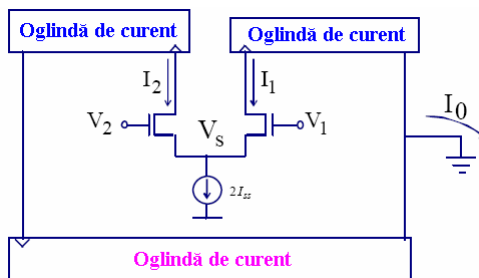 Oglindă de curent
Oglindă de curent
I2
I1
I0
V2
VS
V1
2Iss
Oglindă de curent